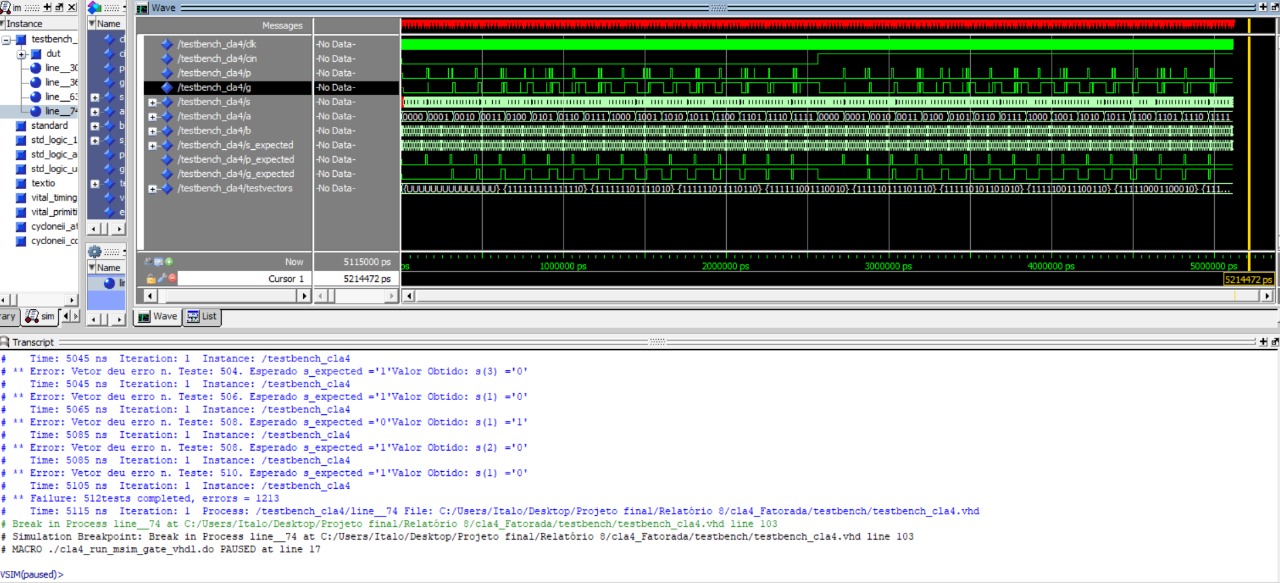 im
Wave
Instance
Name
Messages
testbench_
dut
line__30
line__36
line__63
line__74
standard
std_logic_1
std_logic_a
std_logic_u
textio
vital_timing
vital_primiti
cycloneii_at
cycloneii_co
/testbench_cla4/clk -No Data-
/testbench_cla4/cin -No Data-
/testbench_cla4/p -No Data-
/testbench_cla4/g -No Data-
/testbench_cla4/s -No Data-
/testbench_cla4/a -No Data- 0000 0001 0010 0011 0100 0101 0110 0111 1000 1001 1010 1011 1100 1101 1110 1111 0000 0001 0010 0011 0100 0101 0110 0111 1000 1001 1010 1011 1100 1101 1110 1111
/testbench_cla4/b -No Data-
/testbench_cla4/s_expected -No Data-
/testbench_cla4/p_expected -No Data-
/testbench_cla4/g_expected -No Data-
/testbench_cla4/testvectors -No Data-
Name
Now 5115000 ps
ps 1000000 ps 2000000 ps 3000000 ps 4000000 ps 5000000 ps
Cursor 1 5214472 ps
5214472 ps
ary sim
Wave List
Transcript
# Time: 5045 ns Iteration: 1 Instance: /testbench_cla4
# ** Error: Vetor deu erro n. Teste: 504. Esperado s_expected ='1'Valor Obtido: s(3) ='0'
# Time: 5045 ns Iteration: 1 Instance: /testbench_cla4
# ** Error: Vetor deu erro n. Teste: 506. Esperado s_expected ='1'Valor Obtido: s(1) ='0'
# Time: 5065 ns Iteration: 1 Instance: /testbench_cla4
# ** Error: Vetor deu erro n. Teste: 508. Esperado s_expected ='0'Valor Obtido: s(1) ='1'
# Time: 5085 ns Iteration: 1 Instance: /testbench_cla4
# ** Error: Vetor deu erro n. Teste: 508. Esperado s_expected ='1'Valor Obtido: s(2) ='0'
# Time: 5085 ns Iteration: 1 Instance: /testbench_cla4
# ** Error: Vetor deu erro n. Teste: 510. Esperado s_expected ='1'Valor Obtido: s(1) ='0'
# Time: 5105 ns Iteration: 1 Instance: /testbench_cla4
# ** Failure: 512tests completed, errors = 1213
# Time: 5115 ns Iteration: 1 Process: /testbench_cla4/line__74 File: C:/Users/Italo/Desktop/Projeto final/Relatório 8/cla4_Fatorada/testbench/testbench_cla4.vhd
# Break in Process line__74 at C:/Users/Italo/Desktop/Projeto final/Relatório 8/cla4_Fatorada/testbench/testbench_cla4.vhd line 103
# Simulation Breakpoint: Break in Process line__74 at C:/Users/Italo/Desktop/Projeto final/Relatório 8/cla4_Fatorada/testbench/testbench_cla4.vhd line 103
# MACRO ./cla4_run_msim_gate_vhdl.do PAUSED at line 17
VSIM(paused)>